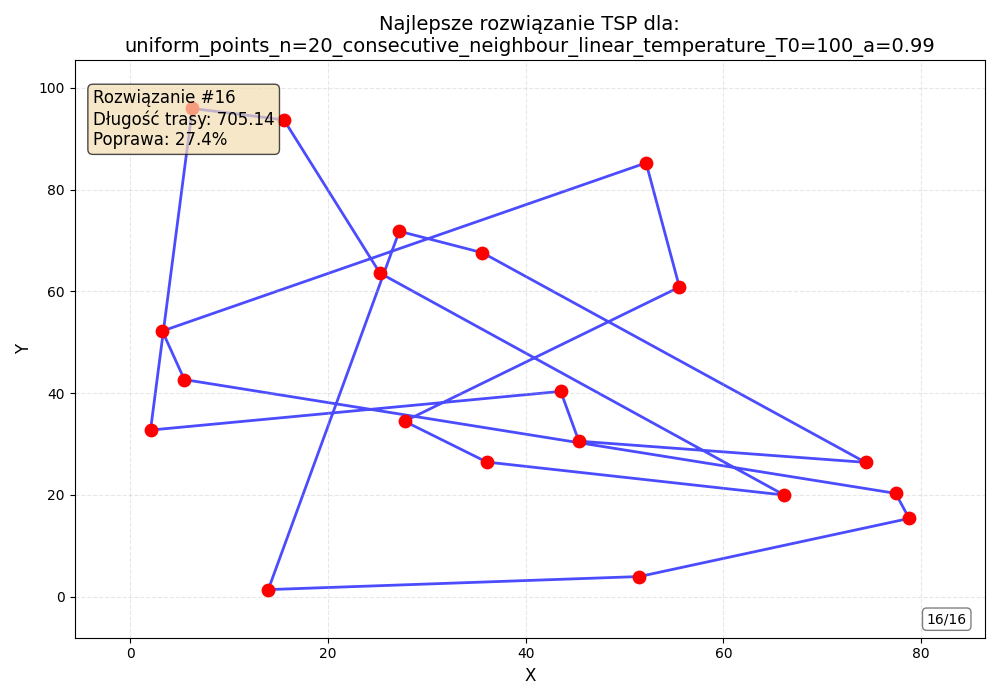 Najlepsze rozwiązanie TSP dla:
uniform_points_n=20_consecutive_neighbour_linear_temperature_T0=100_a=0.99
Rozwiązanie #16
Długość trasy: 705.14
Poprawa: 27.4%
100
80
60
40
20
0
Y
16/16
0
20
40
60
80
X